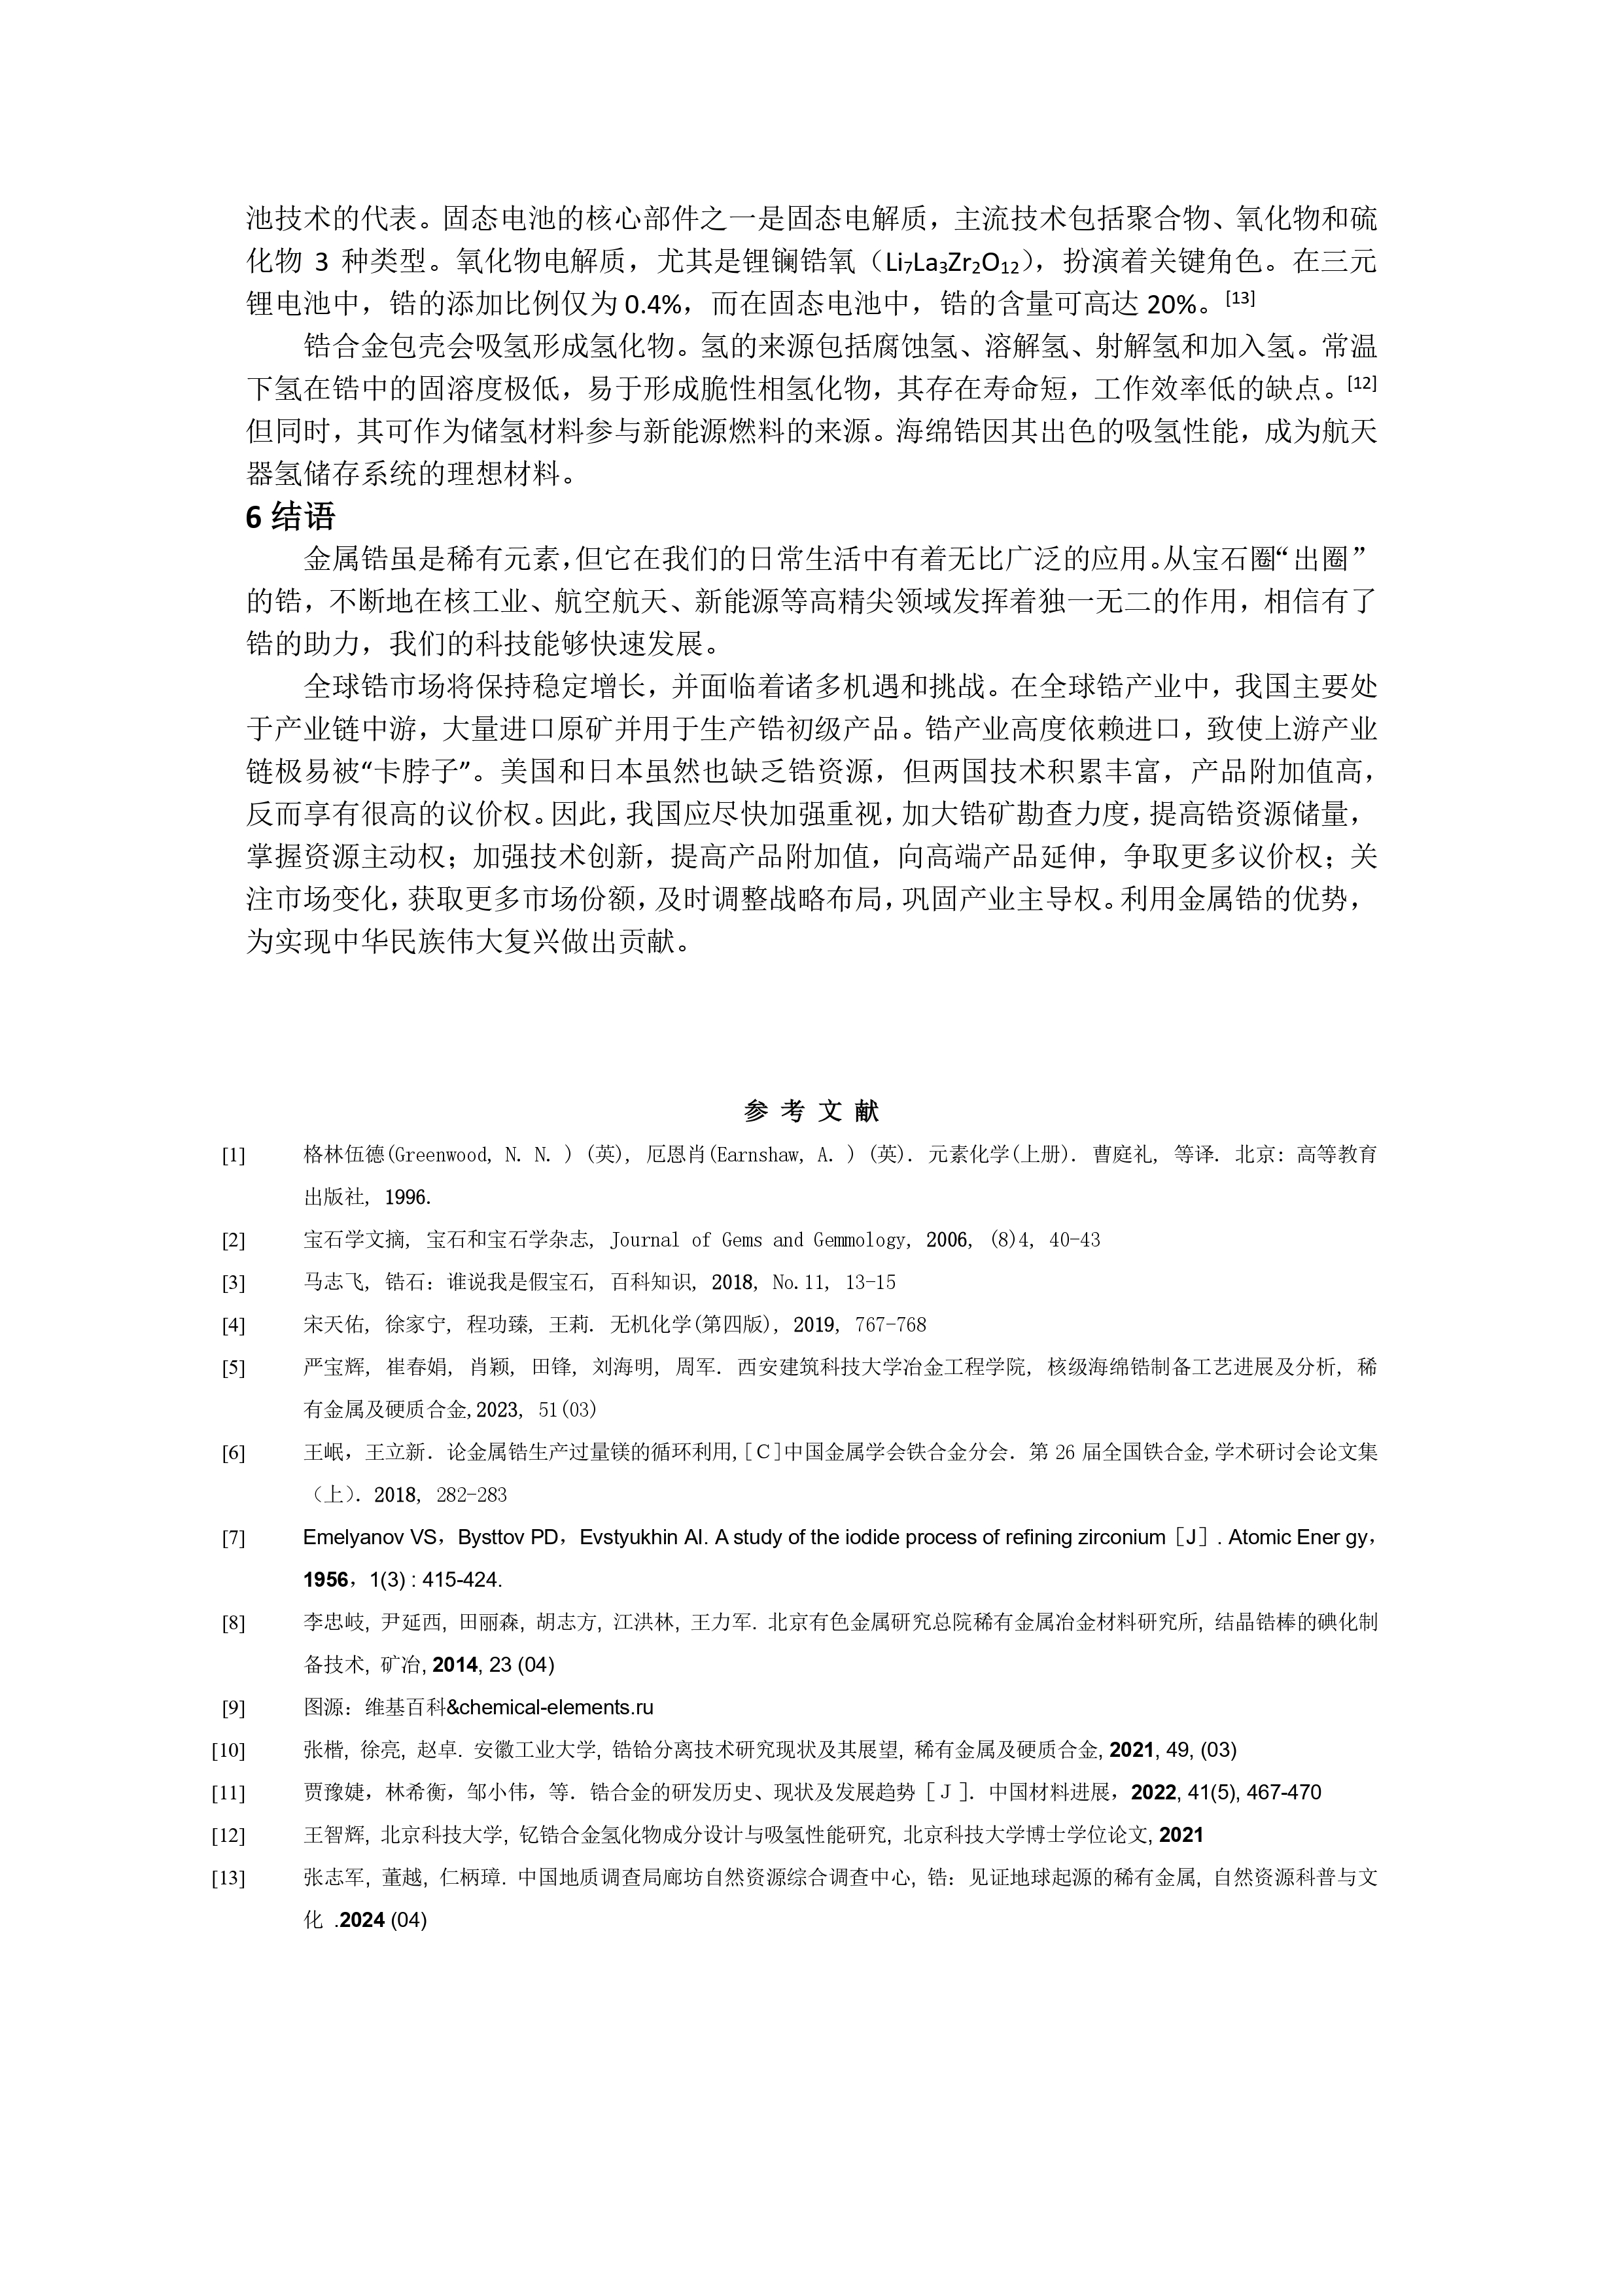 池技术的代表。固态电池的核心部件之一是固态电解质，主流技术包括聚合物、氧化物和硫
化物 3 种类型。氧化物电解质，尤其是锂镧锆氧（Li₇La₃Zr₂O₁₂），扮演着关键角色。在三元
锂电池中，锆的添加比例仅为 0.4%，而在固态电池中，锆的含量可高达 20%。[13]
锆合金包壳会吸氢形成氢化物。氢的来源包括腐蚀氢、溶解氢、射解氢和加入氢。常温
下氢在锆中的固溶度极低，易于形成脆性相氢化物，其存在寿命短，工作效率低的缺点。[12]
但同时，其可作为储氢材料参与新能源燃料的来源。海绵锆因其出色的吸氢性能，成为航天
器氢储存系统的理想材料。
6 结语
金属锆虽是稀有元素，但它在我们的日常生活中有着无比广泛的应用。从宝石圈“出圈”
的锆，不断地在核工业、航空航天、新能源等高精尖领域发挥着独一无二的作用，相信有了
锆的助力，我们的科技能够快速发展。
全球锆市场将保持稳定增长，并面临着诸多机遇和挑战。在全球锆产业中，我国主要处
于产业链中游，大量进口原矿并用于生产锆初级产品。锆产业高度依赖进口，致使上游产业
链极易被“卡脖子”。美国和日本虽然也缺乏锆资源，但两国技术积累丰富，产品附加值高，
反而享有很高的议价权。因此，我国应尽快加强重视，加大锆矿勘查力度，提高锆资源储量，
掌握资源主动权；加强技术创新，提高产品附加值，向高端产品延伸，争取更多议价权；关
注市场变化，获取更多市场份额，及时调整战略布局，巩固产业主导权。利用金属锆的优势，
为实现中华民族伟大复兴做出贡献。
参 考 文 献
[1] 格林伍德(Greenwood, N. N. ) (英), 厄恩肖(Earnshaw, A. ) (英). 元素化学(上册). 曹庭礼, 等译. 北京: 高等教育
出版社, 1996.
[2] 宝石学文摘, 宝石和宝石学杂志, Journal of Gems and Gemmology, 2006, (8)4, 40-43
[3] 马志飞, 锆石：谁说我是假宝石, 百科知识, 2018, No.11, 13-15
[4] 宋天佑, 徐家宁, 程功臻, 王莉. 无机化学(第四版), 2019, 767-768
[5] 严宝辉, 崔春娟, 肖颖, 田锋, 刘海明, 周军. 西安建筑科技大学冶金工程学院, 核级海绵锆制备工艺进展及分析, 稀
有金属及硬质合金,2023, 51(03)
[6] 王岷，王立新．论金属锆生产过量镁的循环利用,[Ｃ]中国金属学会铁合金分会．第 26 届全国铁合金,学术研讨会论文集
（上）．2018, 282-283
[7] Emelyanov VS，Bysttov PD，Evstyukhin AI. A study of the iodide process of refining zirconium［J］. Atomic Ener gy，
1956，1(3) : 415-424.
[8] 李忠岐, 尹延西, 田丽森, 胡志方, 江洪林, 王力军. 北京有色金属研究总院稀有金属冶金材料研究所, 结晶锆棒的碘化制
备技术, 矿冶, 2014, 23 (04)
[9] 图源：维基百科&chemical-elements.ru
[10] 张楷, 徐亮, 赵卓. 安徽工业大学, 锆铪分离技术研究现状及其展望, 稀有金属及硬质合金, 2021, 49, (03)
[11] 贾豫婕，林希衡，邹小伟，等．锆合金的研发历史、现状及发展趋势［Ｊ］．中国材料进展，2022, 41(5), 467-470
[12] 王智辉, 北京科技大学, 钇锆合金氢化物成分设计与吸氢性能研究, 北京科技大学博士学位论文, 2021
[13] 张志军, 董越, 仁柄璋. 中国地质调查局廊坊自然资源综合调查中心, 锆：见证地球起源的稀有金属, 自然资源科普与文
化 .2024 (04)